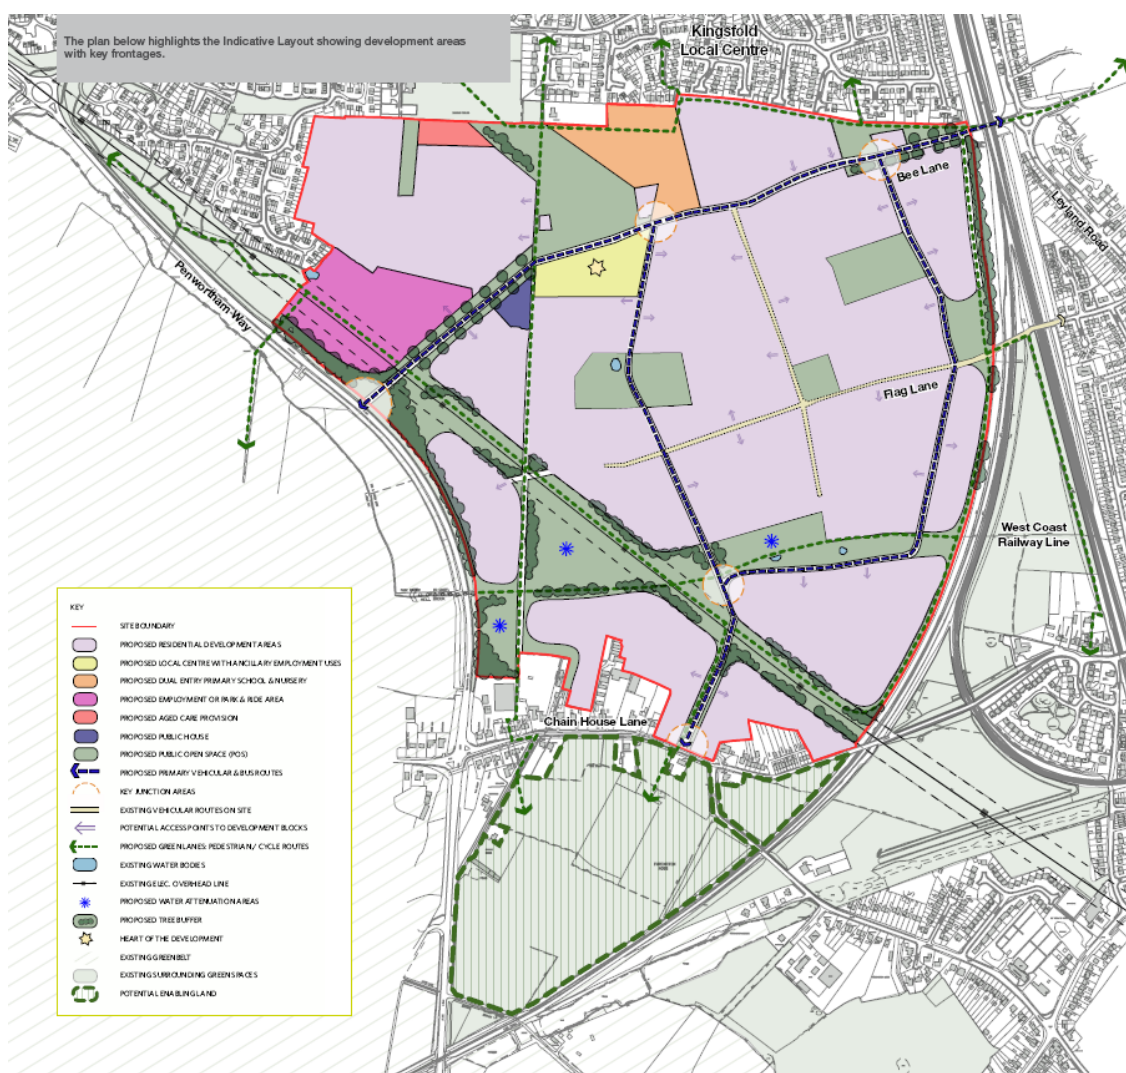 The plan below highlights the Indicative Layout showing development areas
with key frontages.
Kingsfold
Local Centre
Bee Lane
Leyland Road
Penwortham Way
Flag Lane
West Coast
Railway Line
Chain House Lane
KEY
SITE BOUNDARY
PROPOSED RESIDENTIAL DEVELOPMENT AREAS
PROPOSED LOCAL CENTRE WITH ANCILLARY EMPLOYMENT USES
PROPOSED DUAL ENTRY PRIMARY SCHOOL & NURSERY
PROPOSED EMPLOYMENT OR PARK & RIDE AREA
PROPOSED AGED CARE PROVISION
PROPOSED PUBLIC HOUSE
PROPOSED PUBLIC OPEN SPACE (POS)
PROPOSED PRIMARY VEHICULAR & BUS ROUTES
KEY JUNCTION AREAS
EXISTING VEHICULAR ROUTES ON SITE
POTENTIAL ACCESS POINTS TO DEVELOPMENT BLOCKS
PROPOSED GREEN LANES: PEDESTRIAN / CYCLE ROUTES
EXISTING WATER BODIES
EXISTING ELEC. OVERHEAD LINE
PROPOSED WATER ATTENUATION AREAS
PROPOSED TREE BUFFER
HEART OF THE DEVELOPMENT
EXISTING GREENBELT
EXISTING SURROUNDING GREEN SPACES
POTENTIAL ENABLING LAND